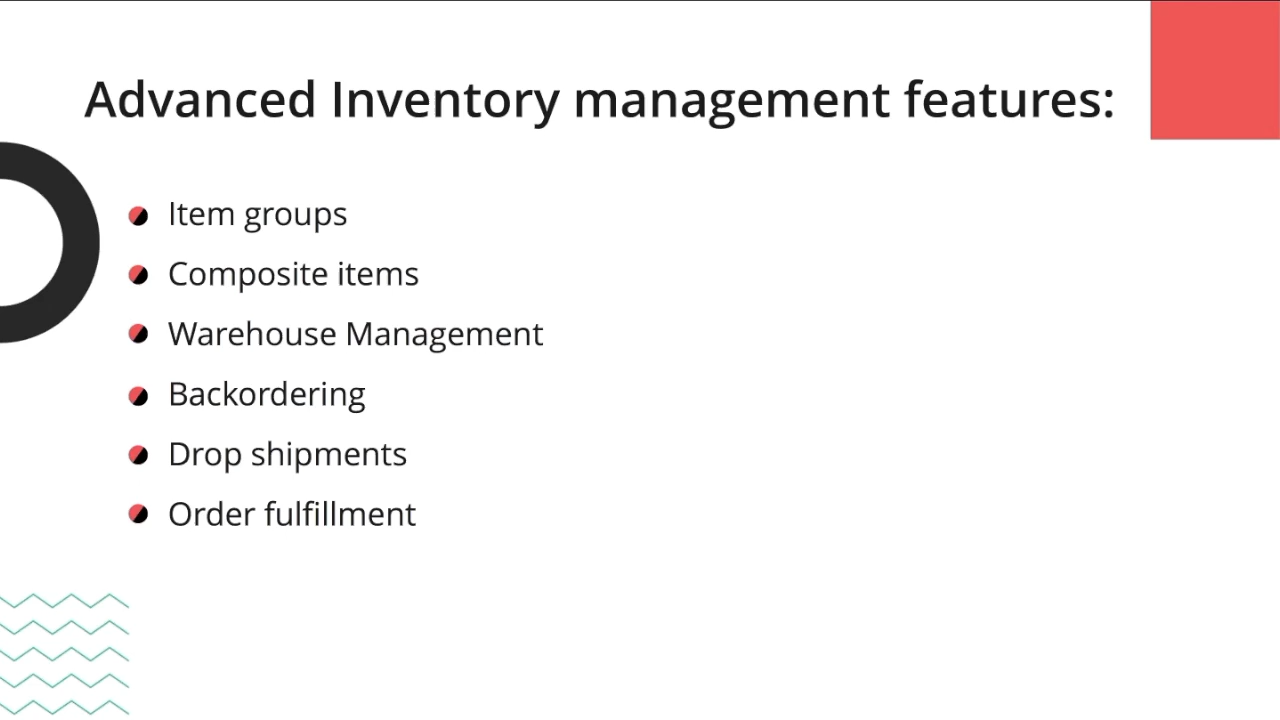 Advanced Inventory management features:
Item groups
Composite items
Warehouse Management
Backordering
Drop shipments
Order fulfillment